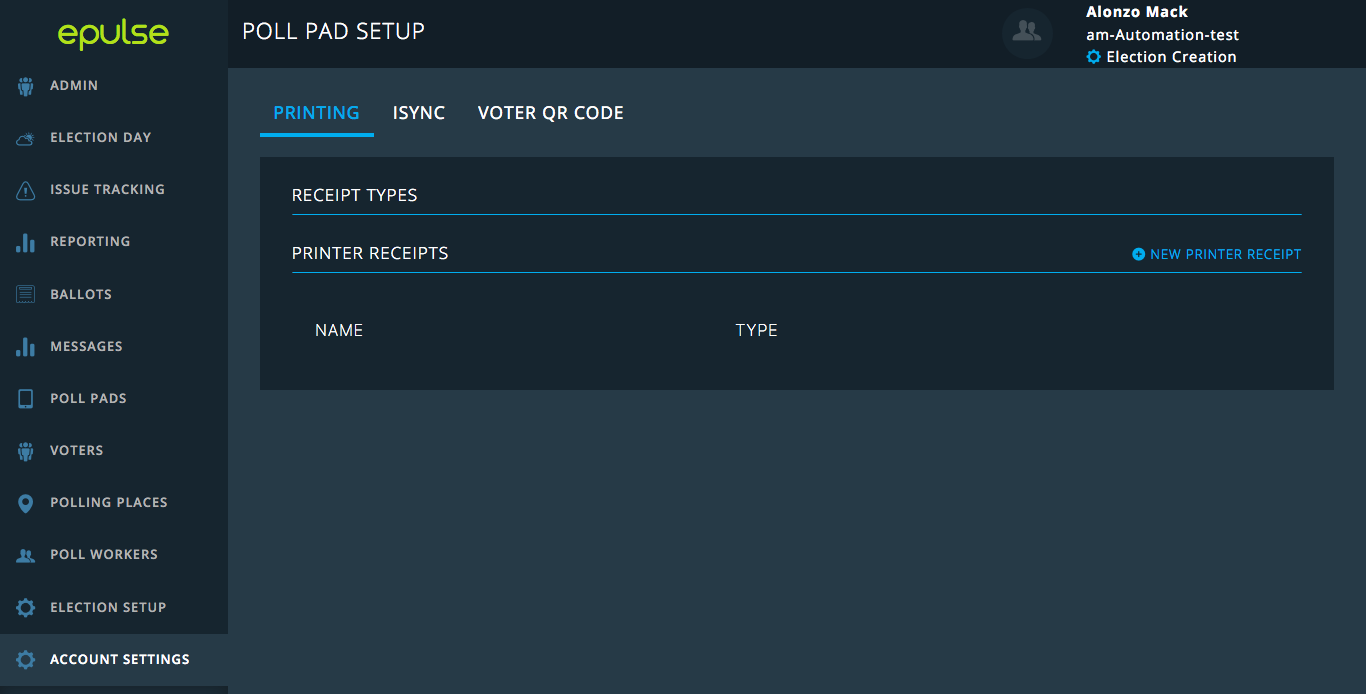 epulse
POLL PAD SETUP
Alonzo Mack
am-Automation-test
Election Creation
ADMIN
ELECTION DAY
ISSUE TRACKING
REPORTING
BALLOTS
MESSAGES
POLL PADS
VOTERS
POLLING PLACES
POLL WORKERS
ELECTION SETUP
ACCOUNT SETTINGS
PRINTING ISYNC VOTER QR CODE
RECEIPT TYPES
PRINTER RECEIPTS NEW PRINTER RECEIPT
NAME TYPE